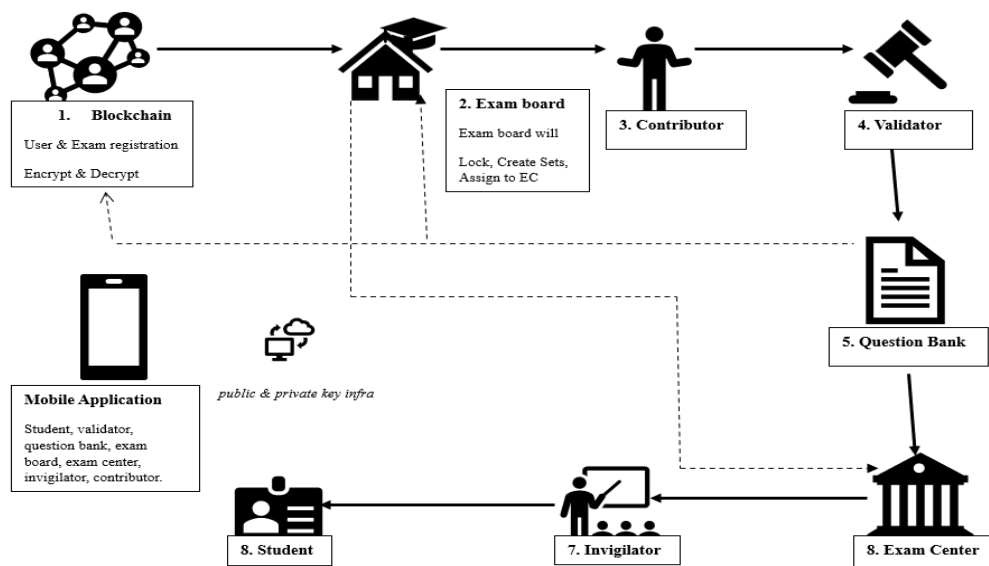 1. Blockchain
User & Exam registration
Encrypt & Decrypt
2. Exam board
Exam board will
Lock, Create Sets,
Assign to EC
3. Contributor
4. Validator
5. Question Bank
Mobile Application
Student, validator,
question bank, exam
board, exam center,
invigilator, contributor.
public & private key infra
8. Student
7. Invigilator
8. Exam Center